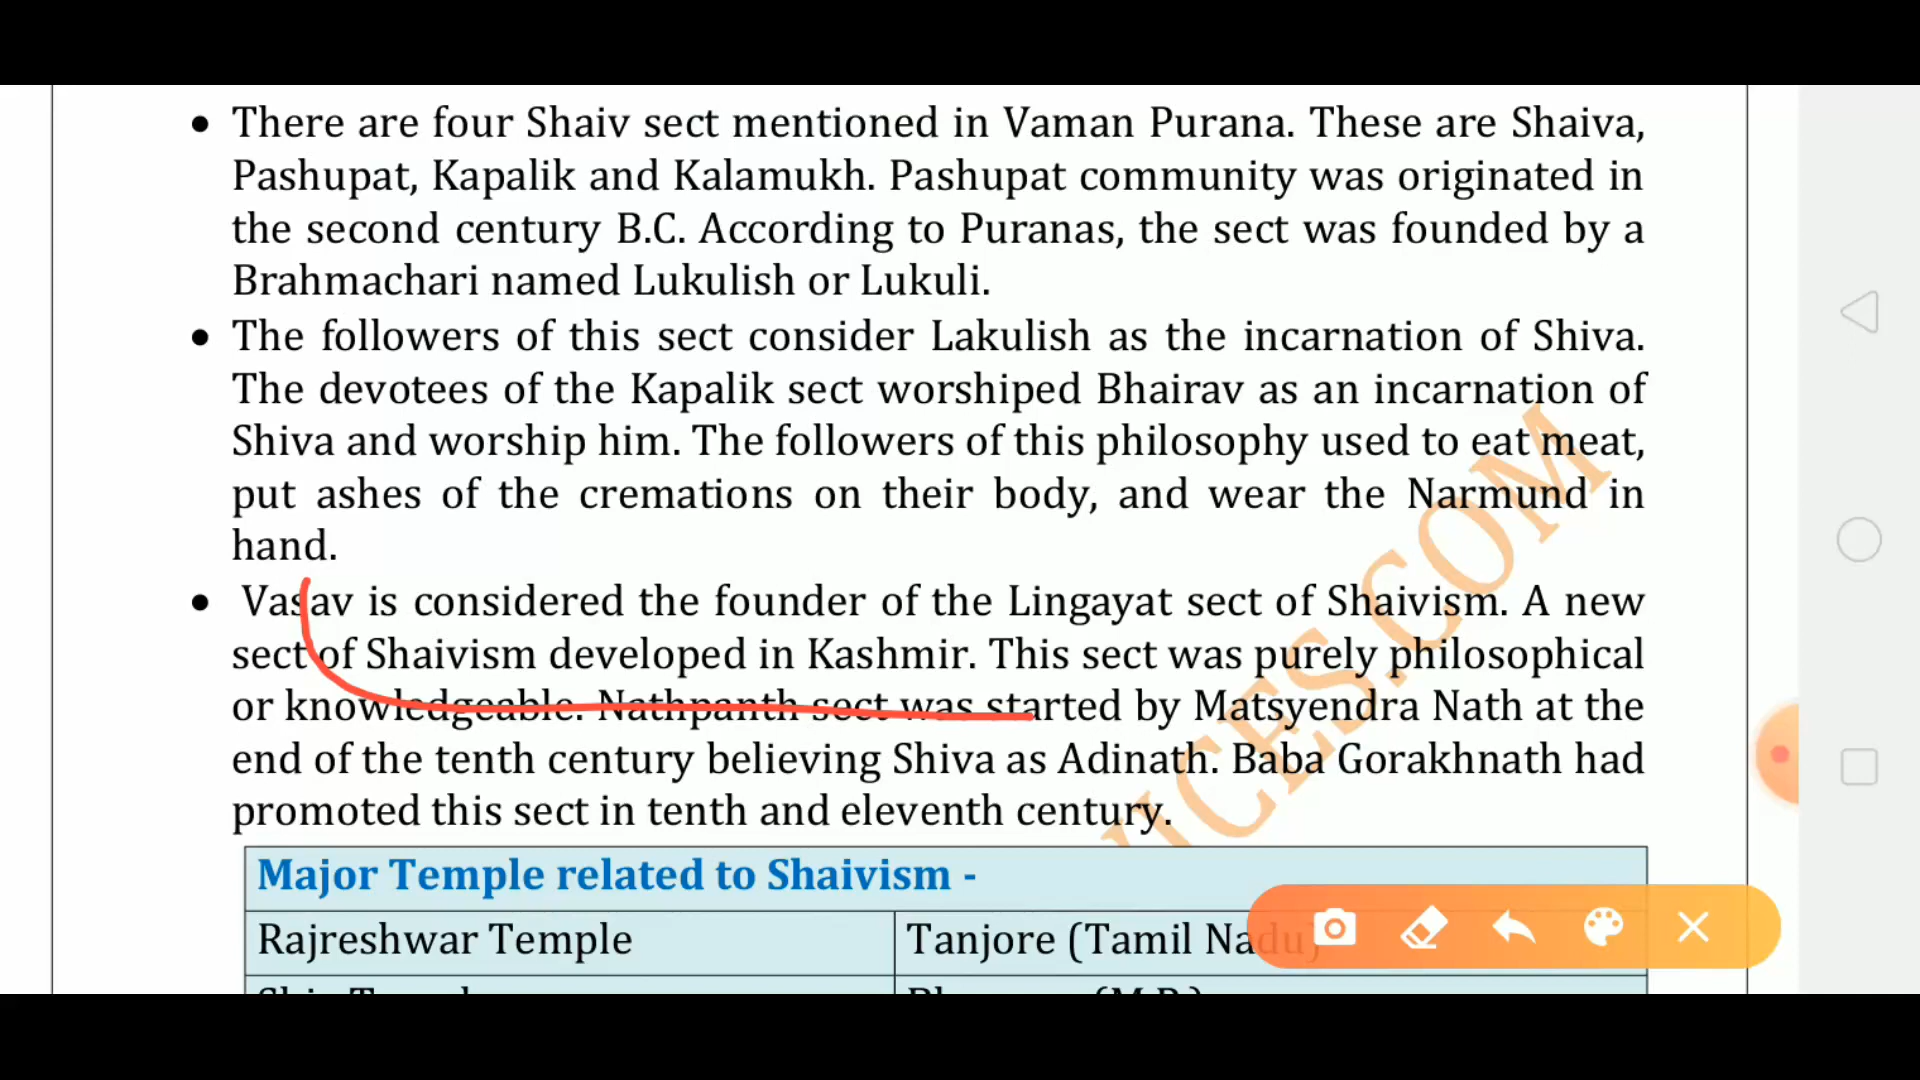 • There are four Shaiv sect mentioned in Vaman Purana. These are Shaiva,
Pashupat, Kapalik and Kalamukh. Pashupat community was originated in
the second century B.C. According to Puranas, the sect was founded by a
Brahmachari named Lukulish or Lukuli.
• The followers of this sect consider Lakulish as the incarnation of Shiva.
The devotees of the Kapalik sect worshiped Bhairav as an incarnation of
Shiva and worship him. The followers of this philosophy used to eat meat,
put ashes of the cremations on their body, and wear the Narmund in
hand.
• Vasav is considered the founder of the Lingayat sect of Shaivism. A new
sect of Shaivism developed in Kashmir. This sect was purely philosophical
or knowledgeable. Nathpanth sect was started by Matsyendra Nath at the
end of the tenth century believing Shiva as Adinath. Baba Gorakhnath had
promoted this sect in tenth and eleventh century.
Major Temple related to Shaivism -
Rajreshwar Temple Tanjore (Tamil Nadu)
VICES.COM